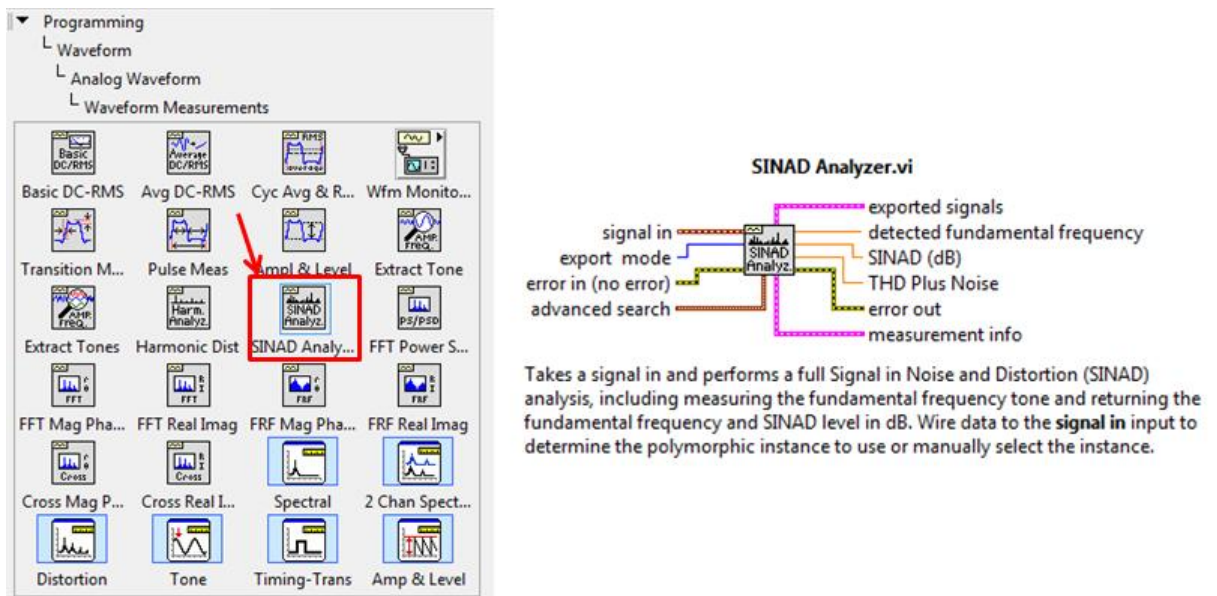 Programming
Waveform
Analog Waveform
Waveform Measurements
Basic DC/RMS
Average DC/RMS
RMS average
Basic DC-RMS Avg DC-RMS Cyc Avg & R... Wfm Monito...
AMP. FREQ.
Transition M... Pulse Meas Ampl & Level Extract Tone
AMP. FREQ.
Harm. Analyz.
SINAD Analyz.
PS/PSD
Extract Tones Harmonic Dist SINAD Analy... FFT Power S...
FFT
FFT
FRF
FRF
FFT Mag Pha... FFT Real Imag FRF Mag Pha... FRF Real Imag
Cross
Cross
Cross Mag P... Cross Real I... Spectral 2 Chan Spect...
Distortion Tone Timing-Trans Amp & Level
SINAD Analyzer.vi
signal in
export mode
error in (no error)
advanced search
SINAD Analyz.
exported signals
detected fundamental frequency
SINAD (dB)
THD Plus Noise
error out
measurement info
Takes a signal in and performs a full Signal in Noise and Distortion (SINAD)
analysis, including measuring the fundamental frequency tone and returning the
fundamental frequency and SINAD level in dB. Wire data to the signal in input to
determine the polymorphic instance to use or manually select the instance.